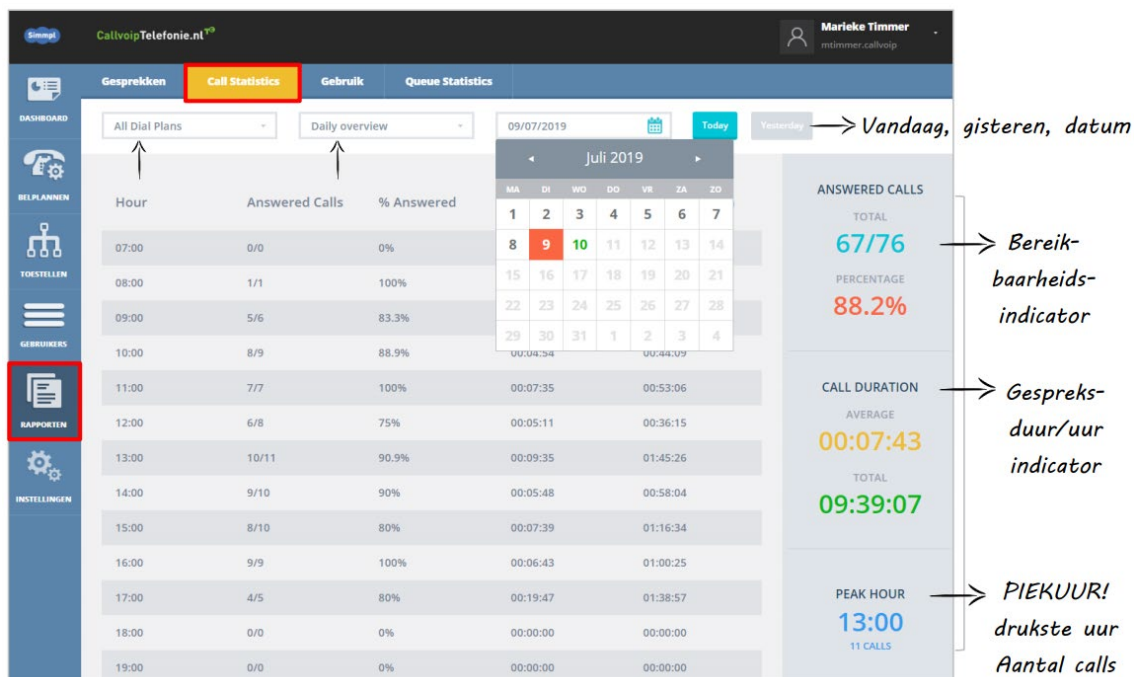 Simmpl
CallvoipTelefonie.nl
Marieke Timmer
mtimmer.callvoip
DASHBOARD
BELPLANNEN
TOESTELLEN
GEBRUIKERS
RAPPORTEN
INSTELLINGEN
Gesprekken Call Statistics Gebruik Queue Statistics
All Dial Plans Daily overview 09/07/2019 Today Yesterday
Vandaag, gisteren, datum
Juli 2019
MA DI WO DO VR ZA ZO
1 2 3 4 5 6 7
8 9 10 11 12 13 14
15 16 17 18 19 20 21
22 23 24 25 26 27 28
29 30 31 1 2 3 4
Hour Answered Calls % Answered
07:00 0/0 0%
08:00 1/1 100%
09:00 5/6 83.3%
10:00 8/9 88.9% 00:04:54 00:44:09
11:00 7/7 100% 00:07:35 00:53:06
12:00 6/8 75% 00:05:11 00:36:15
13:00 10/11 90.9% 00:09:35 01:45:26
14:00 9/10 90% 00:05:48 00:58:04
15:00 8/10 80% 00:07:39 01:16:34
16:00 9/9 100% 00:06:43 01:00:25
17:00 4/5 80% 00:19:47 01:38:57
18:00 0/0 0% 00:00:00 00:00:00
19:00 0/0 0% 00:00:00 00:00:00
ANSWERED CALLS
TOTAL
67/76
PERCENTAGE
88.2%
Bereik-
baarheids-
indicator
CALL DURATION
AVERAGE
00:07:43
TOTAL
09:39:07
Gespreks-
duur/uur
indicator
PEAK HOUR
13:00
11 CALLS
PIEKUUR!
drukste uur
Aantal calls